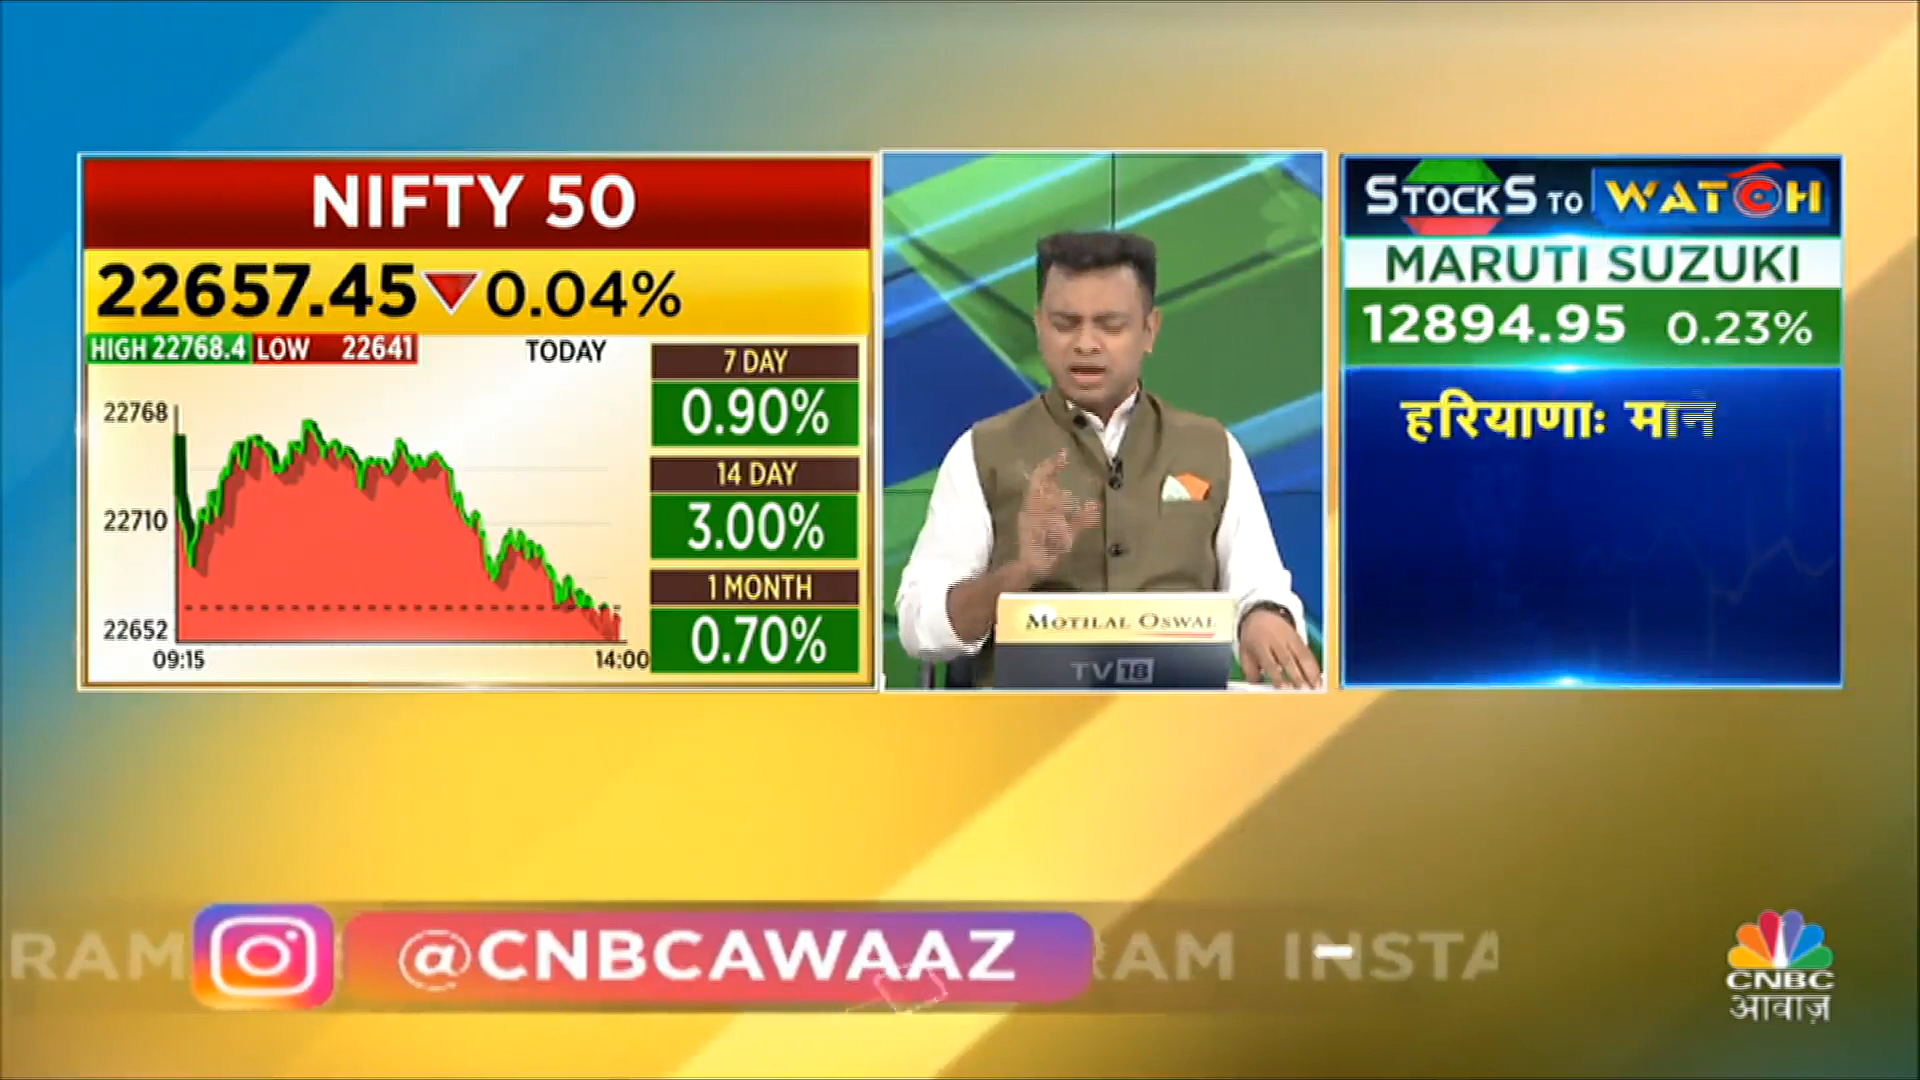 NIFTY 50
22657.45 0.04%
HIGH 22768.4 LOW 22641
TODAY
22768
22710
22652
09:15 14:00
7 DAY
0.90%
14 DAY
3.00%
1 MONTH
0.70%
MOTILAL OSWAL
TV18
STOCKS TO WATCH
MARUTI SUZUKI
12894.95 0.23%
हरियाणाः
RAM @CNBCAWAAZ RAM INSTA
CNBC
आवाज़